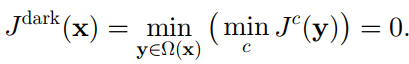 J^dark(x) = min_{y∈Ω(x)} ( min_c J^c(y)) = 0.